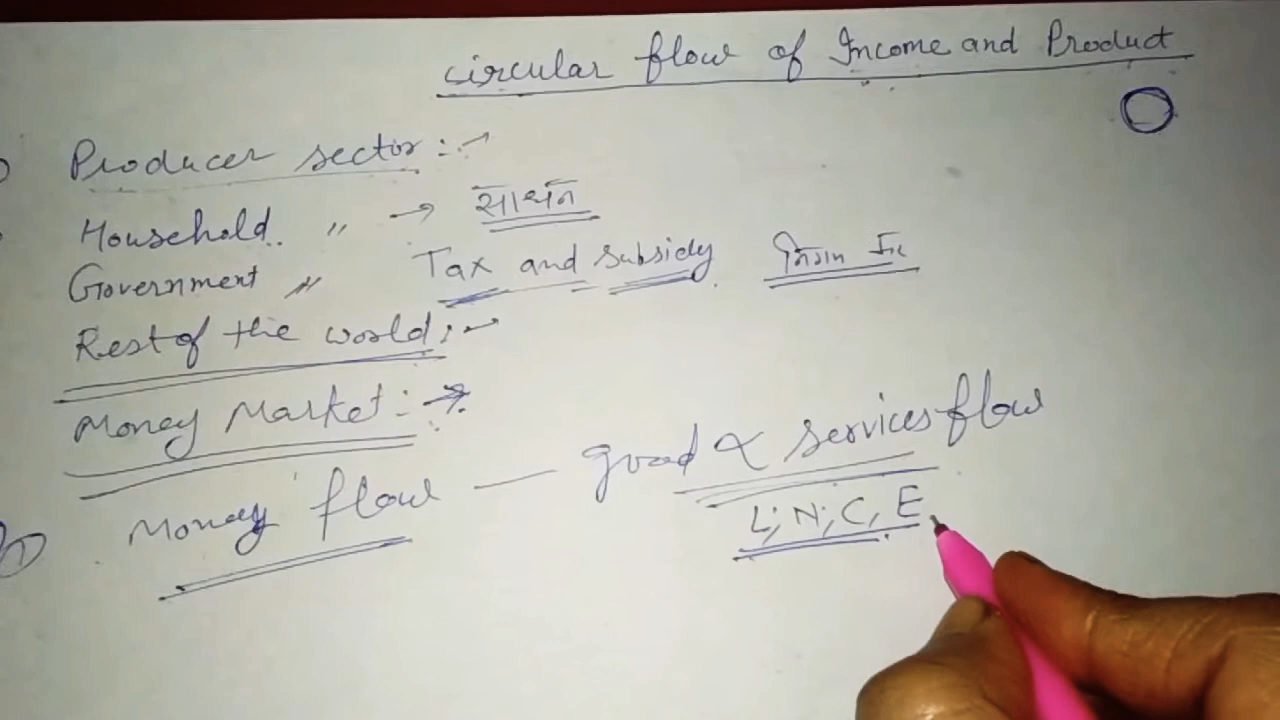 circular flow of Income and Product
Producer sector :-
Household. " → साधन
Government " Tax and subsidy
Rest of the world :-
Money Market :- →
Money flow — good & services flow
L, N, C, E